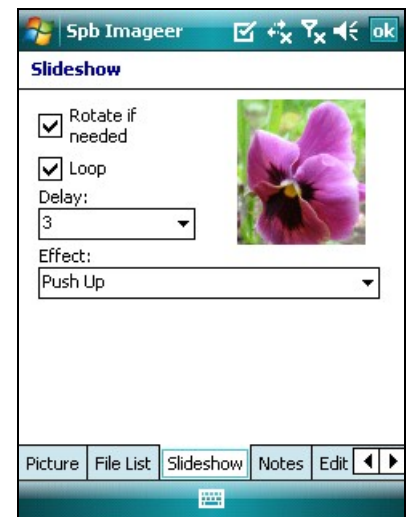 Spb Imageer ok
Slideshow
Rotate if
needed
Loop
Delay:
3
Effect:
Push Up
Picture File List Slideshow Notes Edit